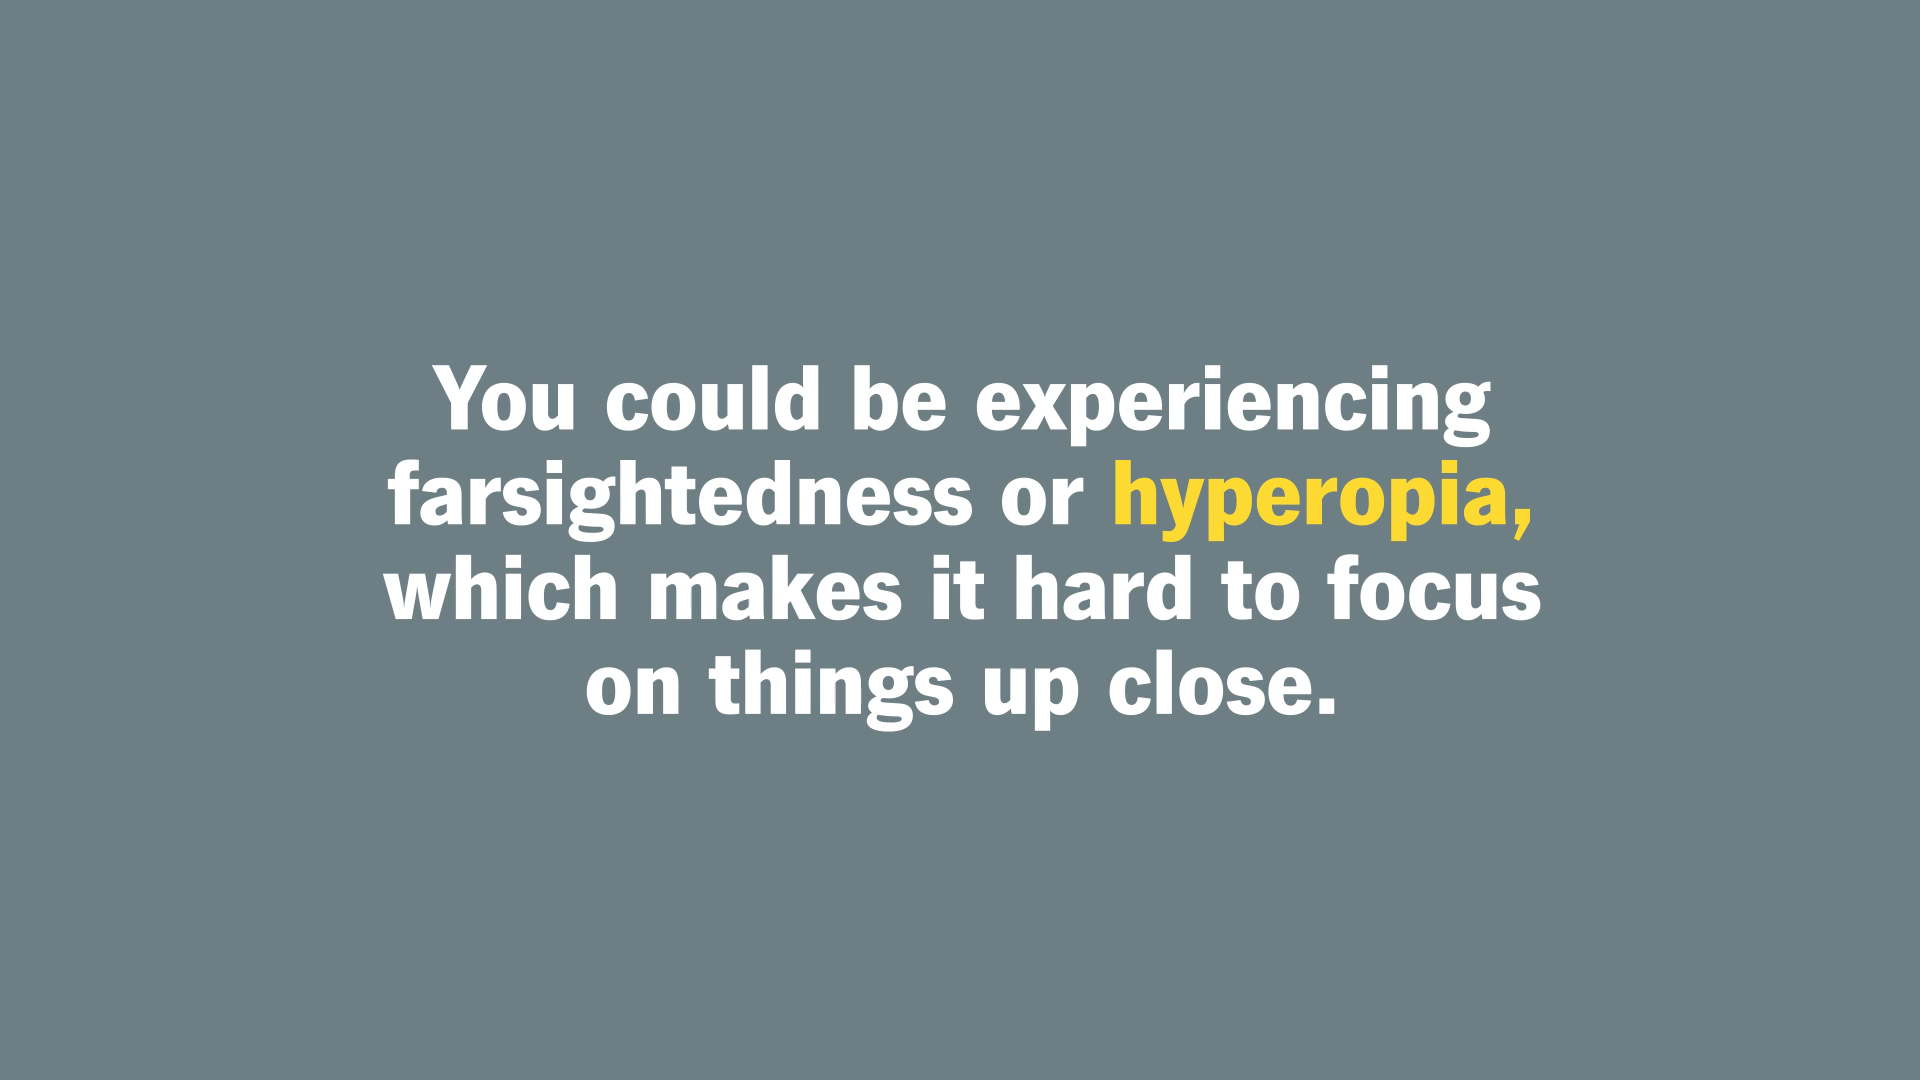 You could be experiencing
farsightedness or hyperopia,
which makes it hard to focus
on things up close.